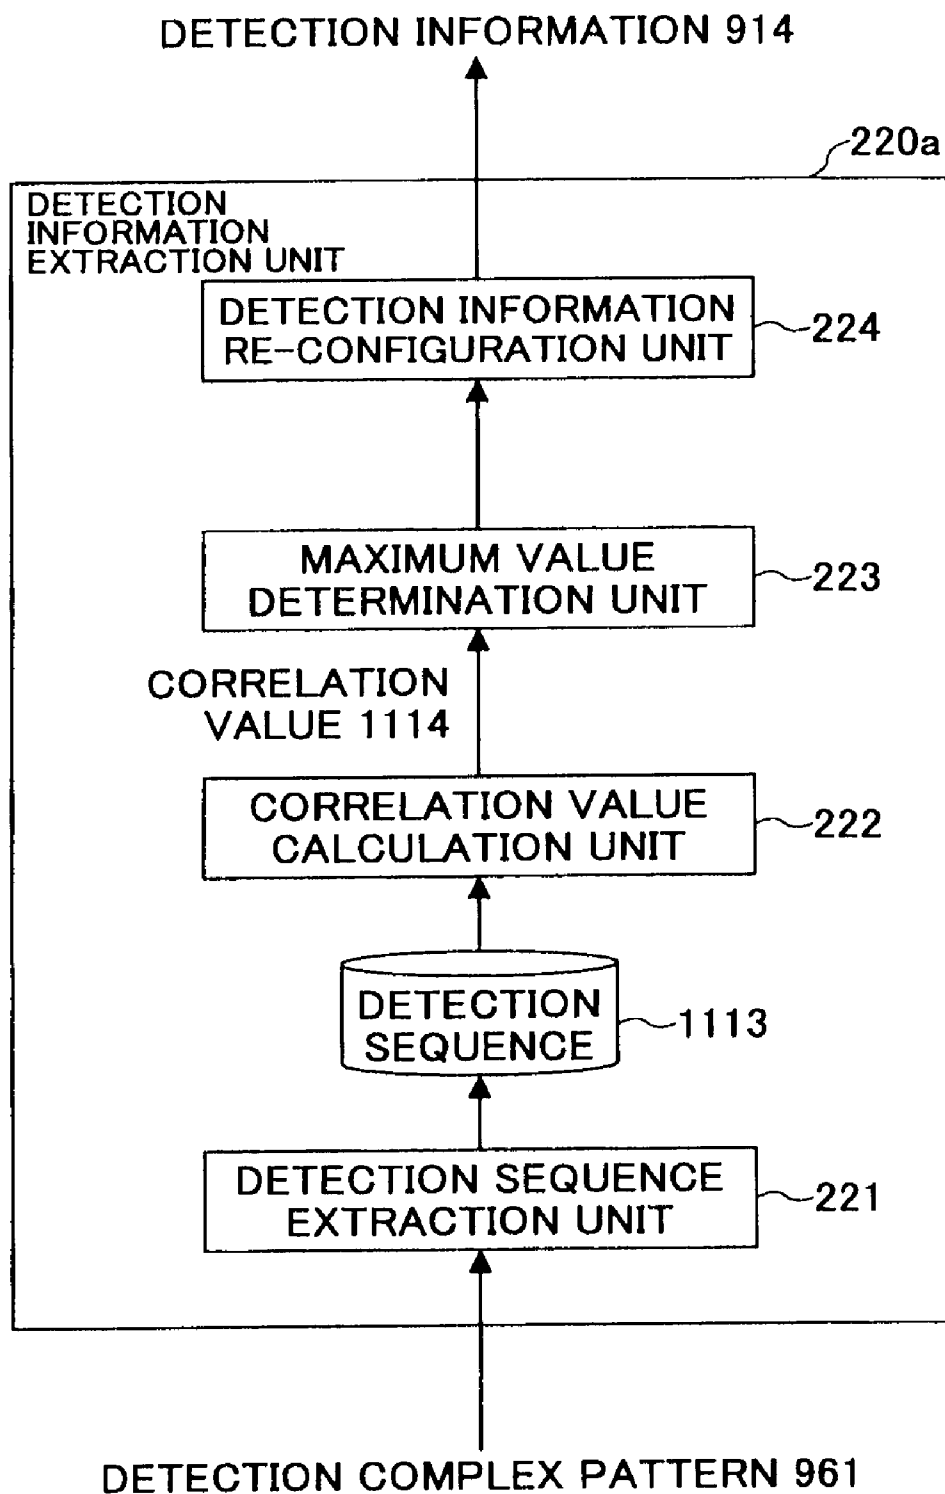 DETECTION INFORMATION 914
220a
DETECTION
INFORMATION
EXTRACTION UNIT
DETECTION INFORMATION
RE-CONFIGURATION UNIT
224
MAXIMUM VALUE
DETERMINATION UNIT
223
CORRELATION
VALUE 1114
CORRELATION VALUE
CALCULATION UNIT
222
DETECTION
SEQUENCE
1113
DETECTION SEQUENCE
EXTRACTION UNIT
221
DETECTION COMPLEX PATTERN 961